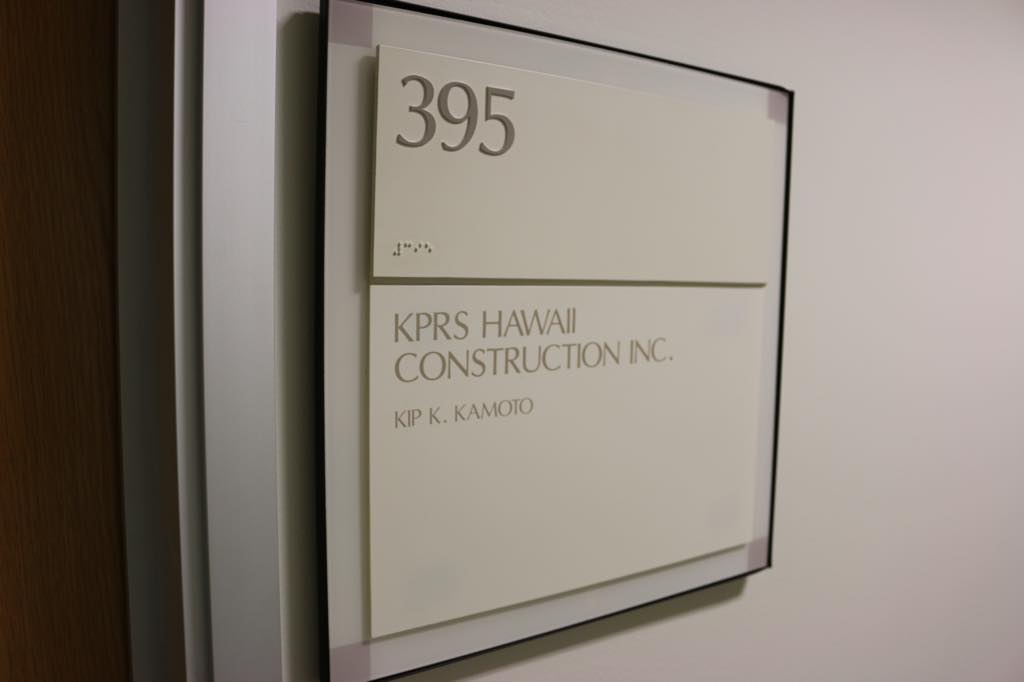 395
⠼⠉⠊⠑
KPRS HAWAII
CONSTRUCTION INC.
KIP K. KAMOTO